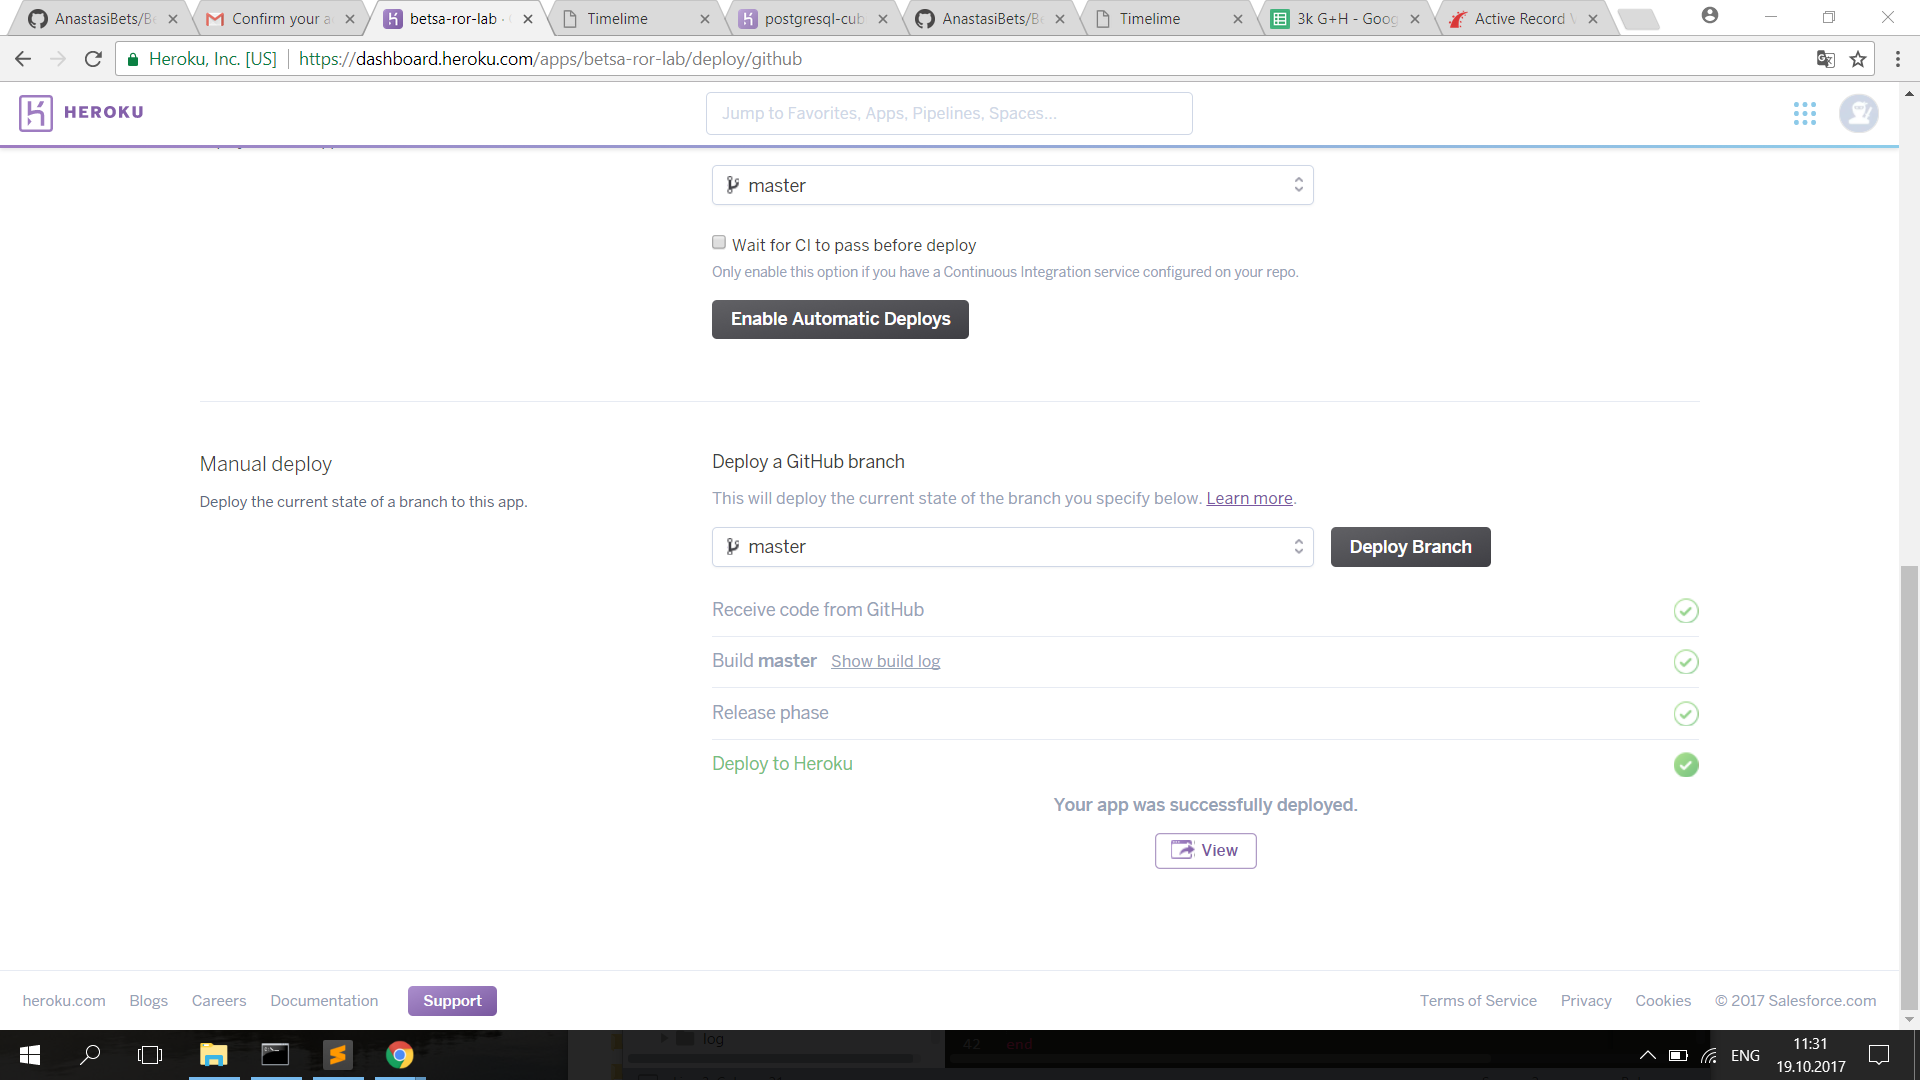 AnastasiBets/Be
Confirm your a
betsa-ror-lab ·
Timelime
postgresql-cub
AnastasiBets/Be
Timelime
3k G+H - Goog
Active Record V
Heroku, Inc. [US]
https://dashboard.heroku.com/apps/betsa-ror-lab/deploy/github
HEROKU
Jump to Favorites, Apps, Pipelines, Spaces...
master
Wait for CI to pass before deploy
Only enable this option if you have a Continuous Integration service configured on your repo.
Enable Automatic Deploys
Manual deploy
Deploy the current state of a branch to this app.
Deploy a GitHub branch
This will deploy the current state of the branch you specify below. Learn more.
master
Deploy Branch
Receive code from GitHub
Build master Show build log
Release phase
Deploy to Heroku
Your app was successfully deployed.
View
heroku.com Blogs Careers Documentation Support
Terms of Service Privacy Cookies © 2017 Salesforce.com
log
42 end
ENG
11:31
19.10.2017